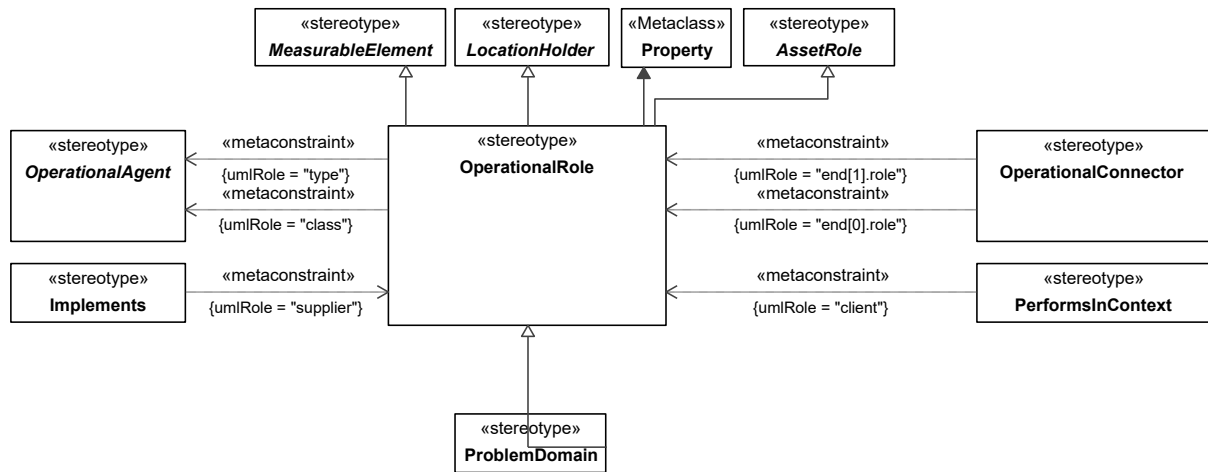 «stereotype»
MeasurableElement
«stereotype»
LocationHolder
«Metaclass»
Property
«stereotype»
AssetRole
«stereotype»
OperationalAgent
«metaconstraint»
{umlRole = "type"}
«metaconstraint»
{umlRole = "class"}
«stereotype»
OperationalRole
«metaconstraint»
{umlRole = "end[1].role"}
«metaconstraint»
{umlRole = "end[0].role"}
«stereotype»
OperationalConnector
«stereotype»
Implements
«metaconstraint»
{umlRole = "supplier"}
«metaconstraint»
{umlRole = "client"}
«stereotype»
PerformsInContext
«stereotype»
ProblemDomain